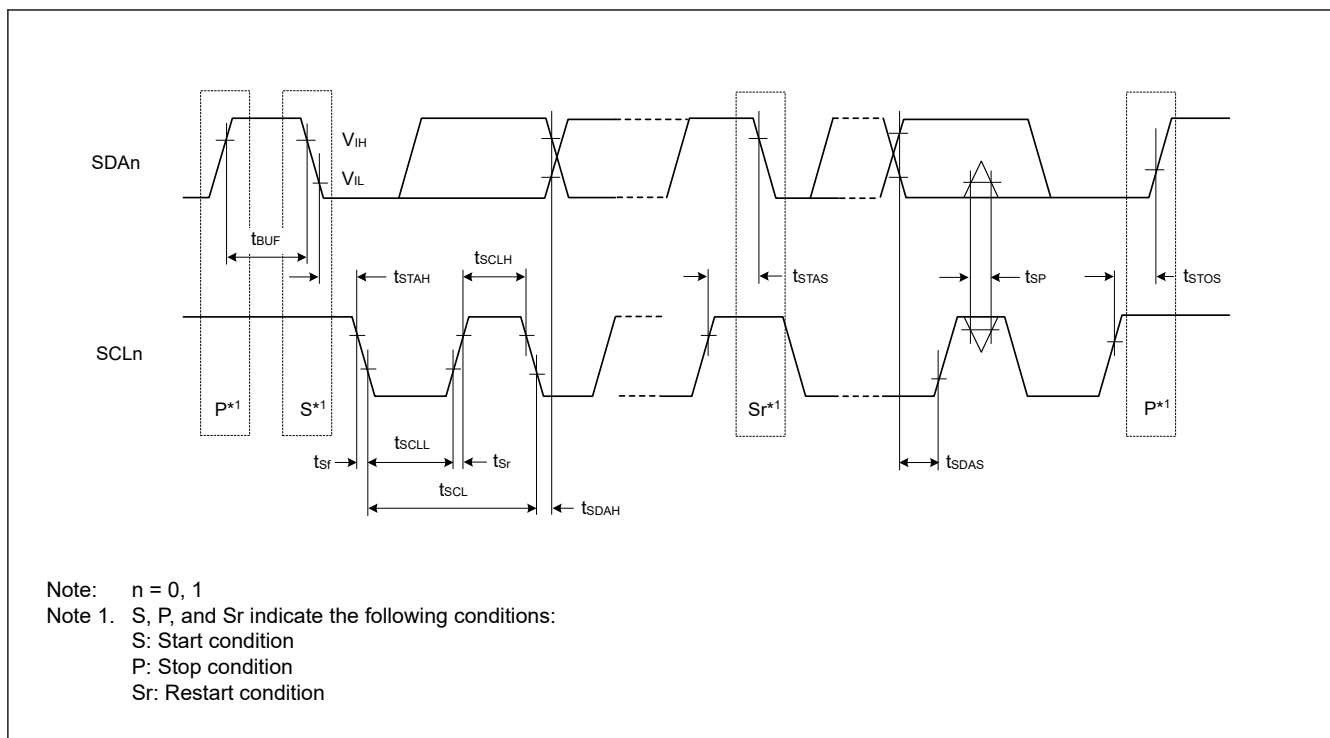 SDAn
VIH
VIL
tBUF
tSTAH
tSCLH
tSTAS
tSP
tSTOS
SCLn
P*1
S*1
Sr*1
P*1
tSf
tSCLL
tSr
tSDAS
tSCL
tSDAH
Note: n = 0, 1
Note 1. S, P, and Sr indicate the following conditions:
S: Start condition
P: Stop condition
Sr: Restart condition